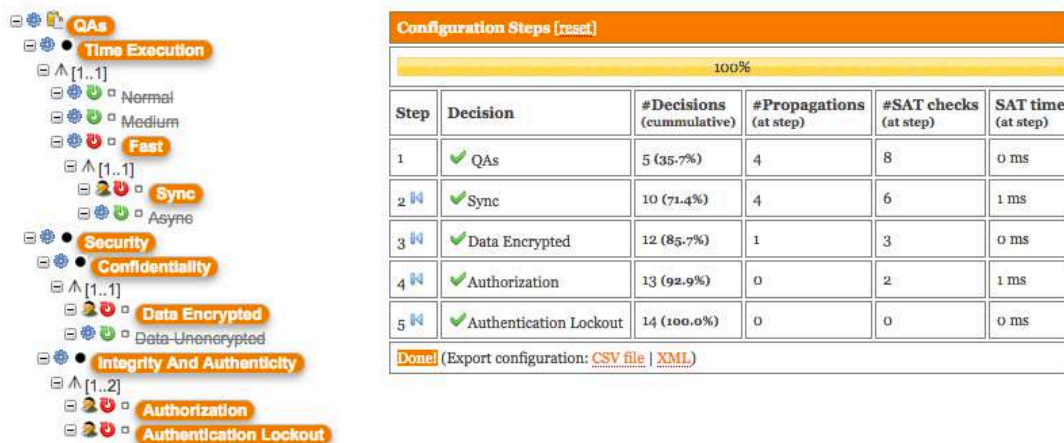 QAs
Time Execution
[1..1]
Normal
Medium
Fast
[1..1]
Sync
Async
Security
Confidentiality
[1..1]
Data Encrypted
Data Unencrypted
Integrity And Authenticity
[1..2]
Authorization
Authentication Lockout
Configuration Steps [reset]
100%
Step Decision #Decisions (cummulative) #Propagations (at step) #SAT checks (at step) SAT time (at step)
1 QAs 5 (35.7%) 4 8 0 ms
2 Sync 10 (71.4%) 4 6 1 ms
3 Data Encrypted 12 (85.7%) 1 3 0 ms
4 Authorization 13 (92.9%) 0 2 1 ms
5 Authentication Lockout 14 (100.0%) 0 0 0 ms
Done! (Export configuration: CSV file | XML)